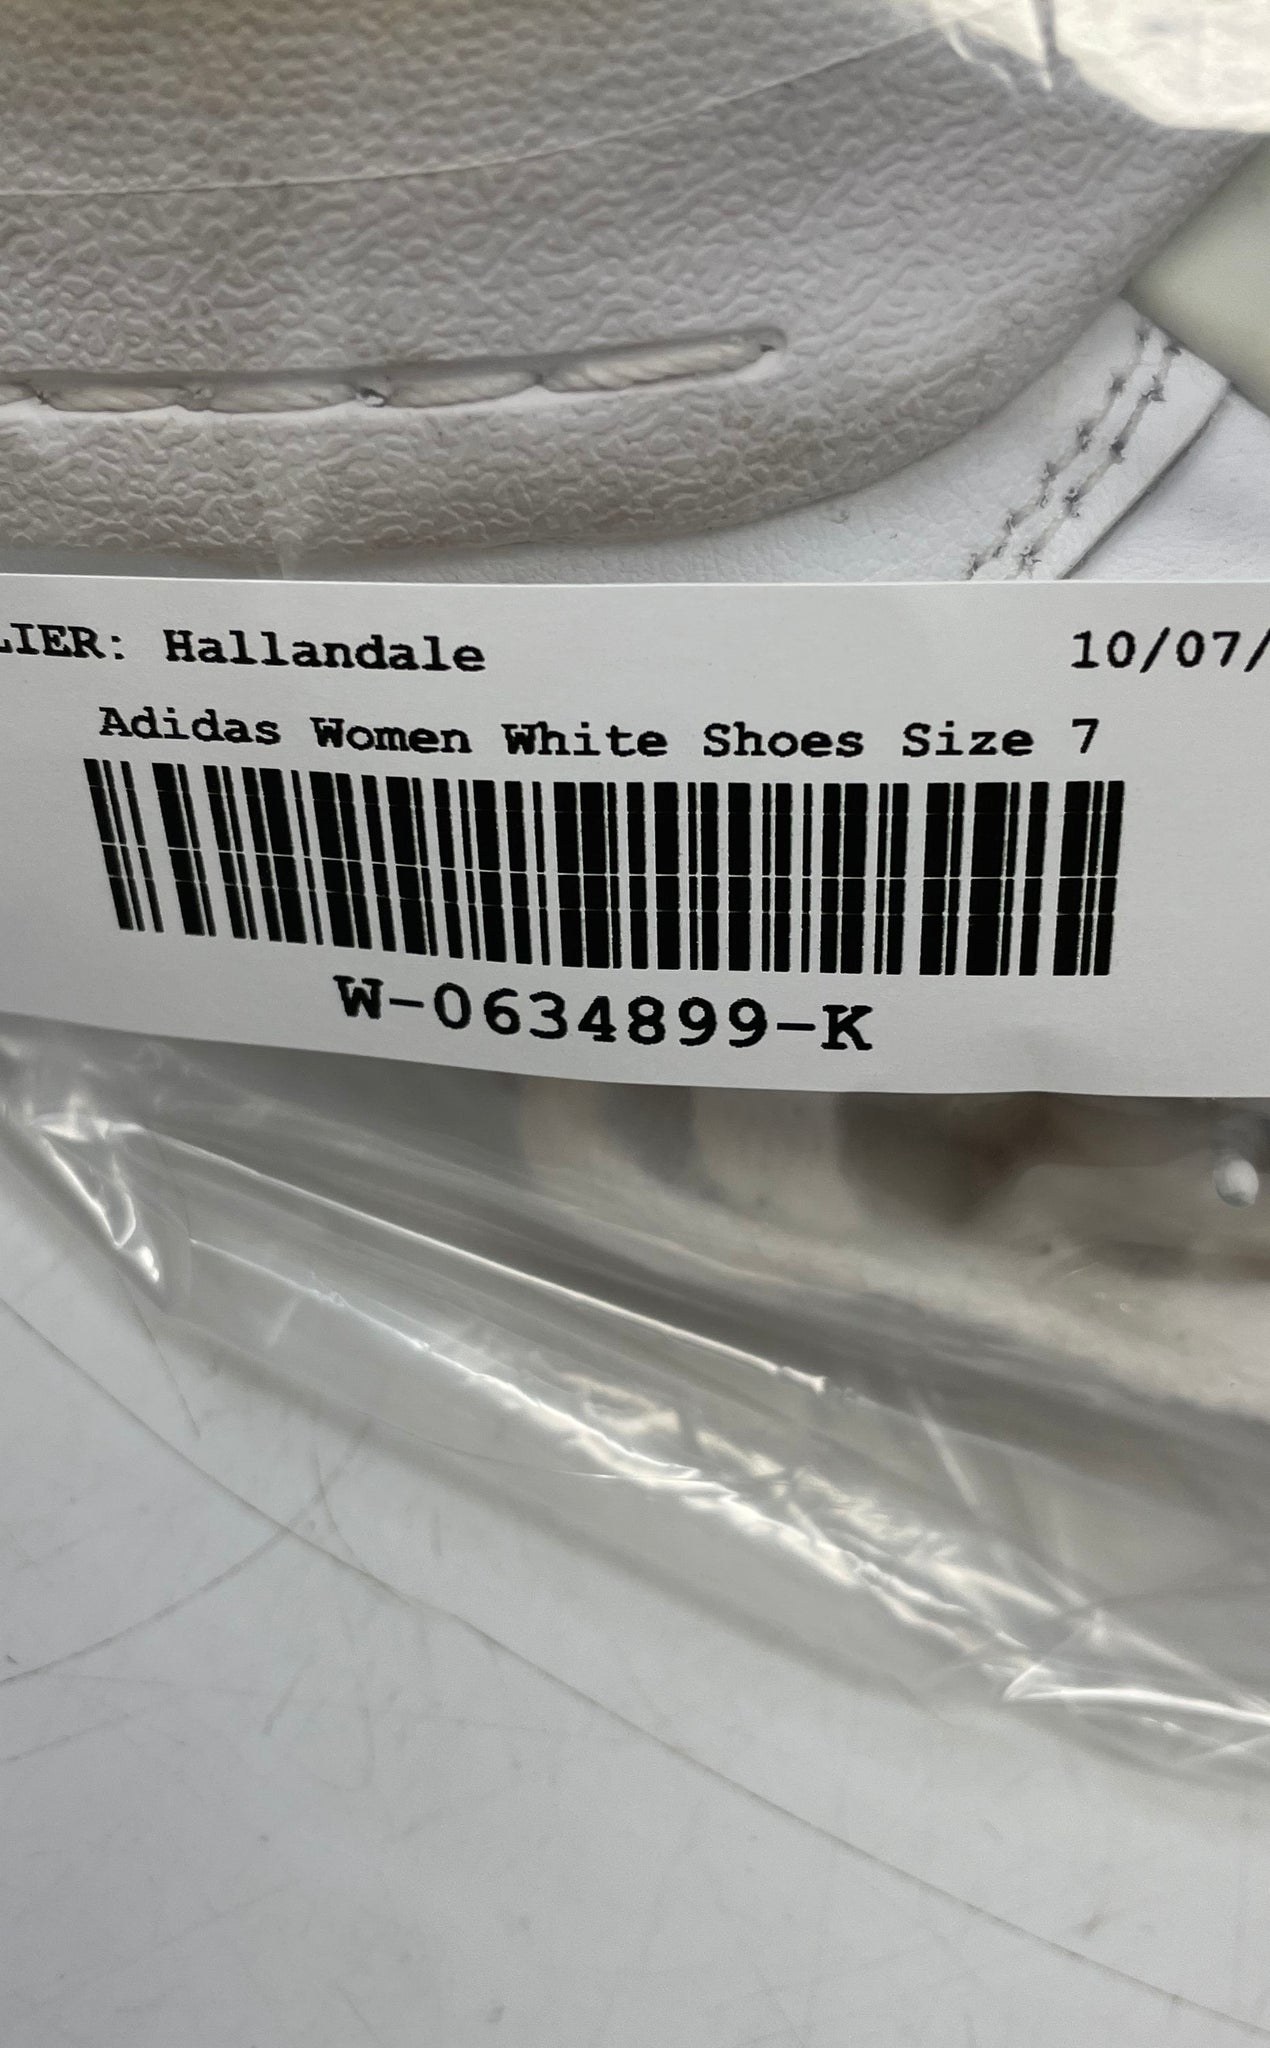 LIER: Hallandale 10/07/
Adidas Women White Shoes Size 7
W-0634899-K